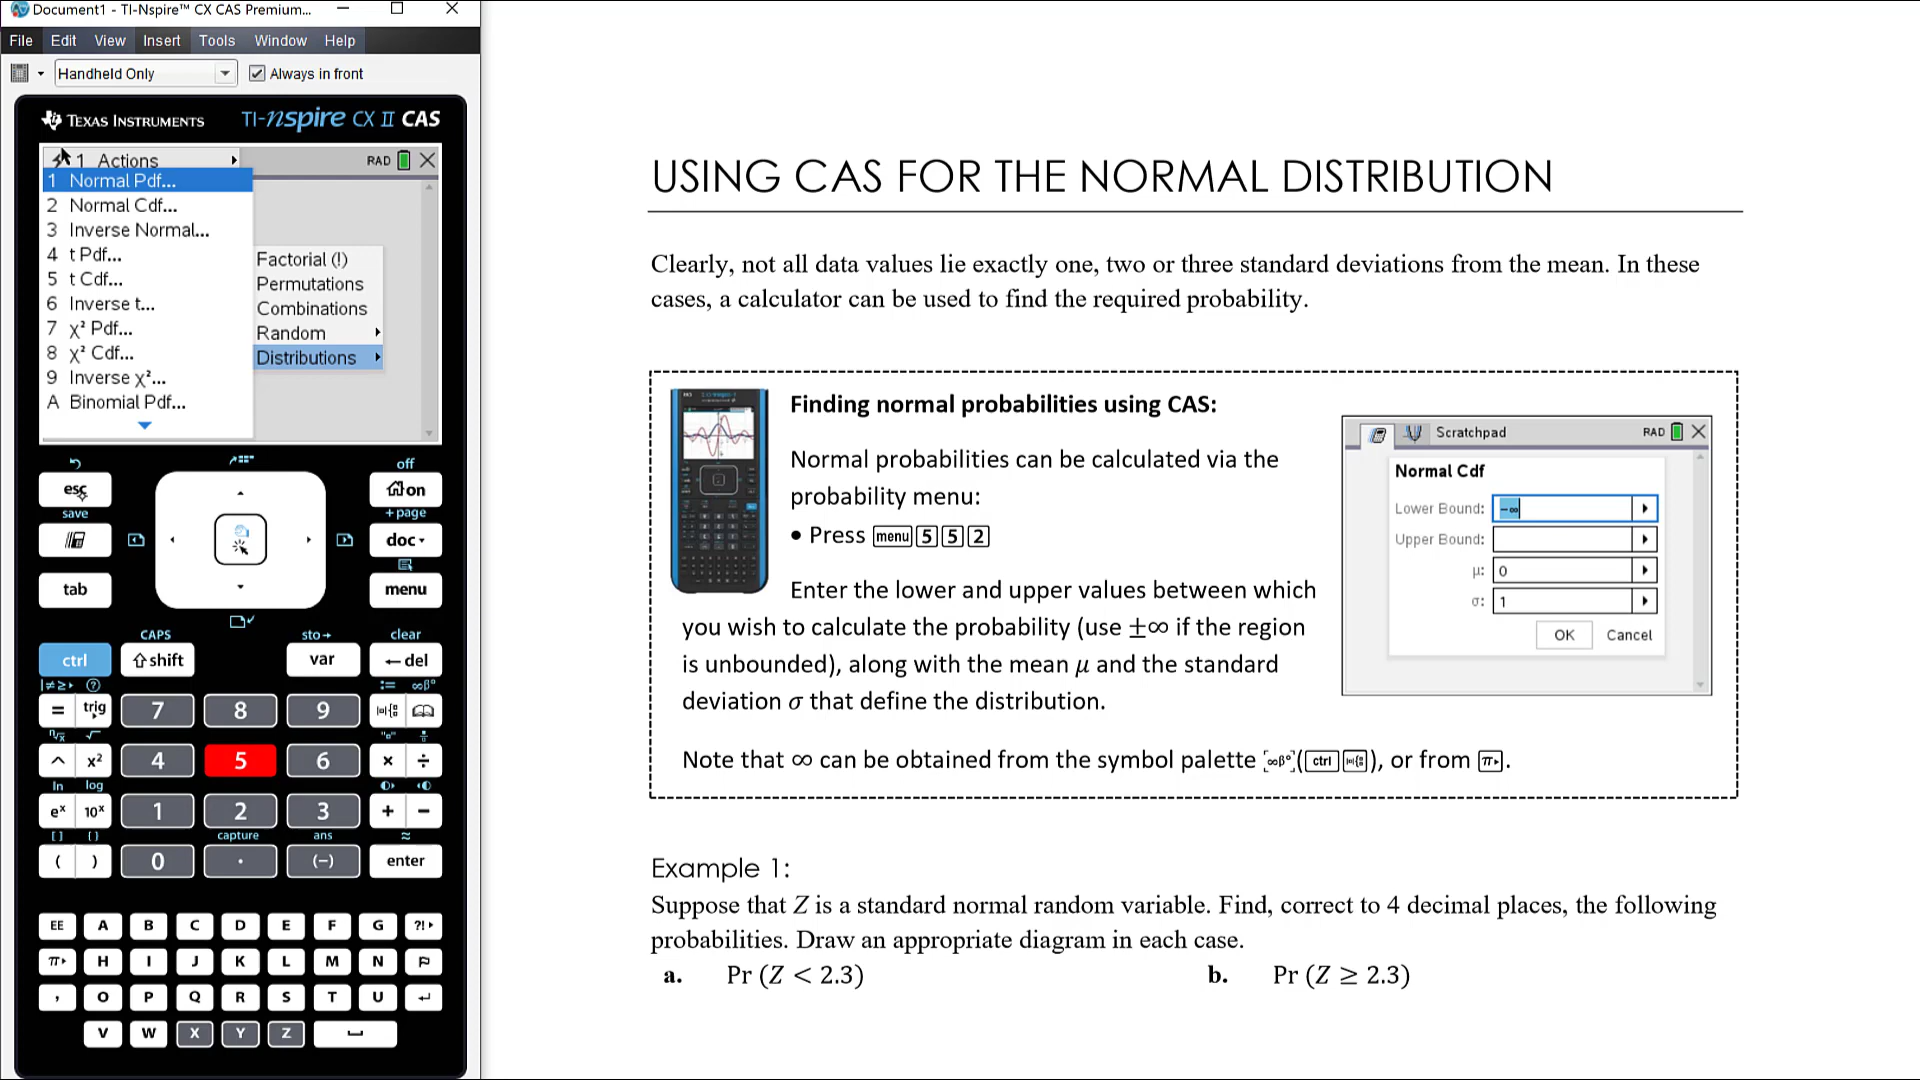 Document1 - TI-Nspire™ CX CAS Premium...
File Edit View Insert Tools Window Help
Handheld Only Always in front
TEXAS INSTRUMENTS TI-nspire CX II CAS
1 Actions RAD
1 Normal Pdf...
2 Normal Cdf...
3 Inverse Normal...
4 t Pdf...
5 t Cdf...
6 Inverse t...
7 χ² Pdf...
8 χ² Cdf...
9 Inverse χ²...
A Binomial Pdf...
Factorial (!)
Permutations
Combinations
Random
Distributions
off
esc on
save + page
doc
tab menu
CAPS sto→ clear
ctrl ⇧shift var ←del
|≠≥▸ ? := ∞β°
= trig 7 8 9
ⁿ√x √ "▫"
^ x² 4 5 6 × ÷
ln log
eˣ 10ˣ 1 2 3 + −
[ ] { } capture ans ≈
( ) 0 . (−) enter
EE A B C D E F G ?!▸
π▸ H I J K L M N
, O P Q R S T U ↵
V W X Y Z
USING CAS FOR THE NORMAL DISTRIBUTION
Clearly, not all data values lie exactly one, two or three standard deviations from the mean. In these
cases, a calculator can be used to find the required probability.
Finding normal probabilities using CAS:
Normal probabilities can be calculated via the
probability menu:
• Press menu 5 5 2
Enter the lower and upper values between which
you wish to calculate the probability (use ±∞ if the region
is unbounded), along with the mean μ and the standard
deviation σ that define the distribution.
Note that ∞ can be obtained from the symbol palette [∞β°] (ctrl |▫|{▫), or from π▸.
Scratchpad RAD
Normal Cdf
Lower Bound: −∞
Upper Bound:
μ: 0
σ: 1
OK Cancel
Example 1:
Suppose that Z is a standard normal random variable. Find, correct to 4 decimal places, the following
probabilities. Draw an appropriate diagram in each case.
a. Pr (Z < 2.3) b. Pr (Z ≥ 2.3)